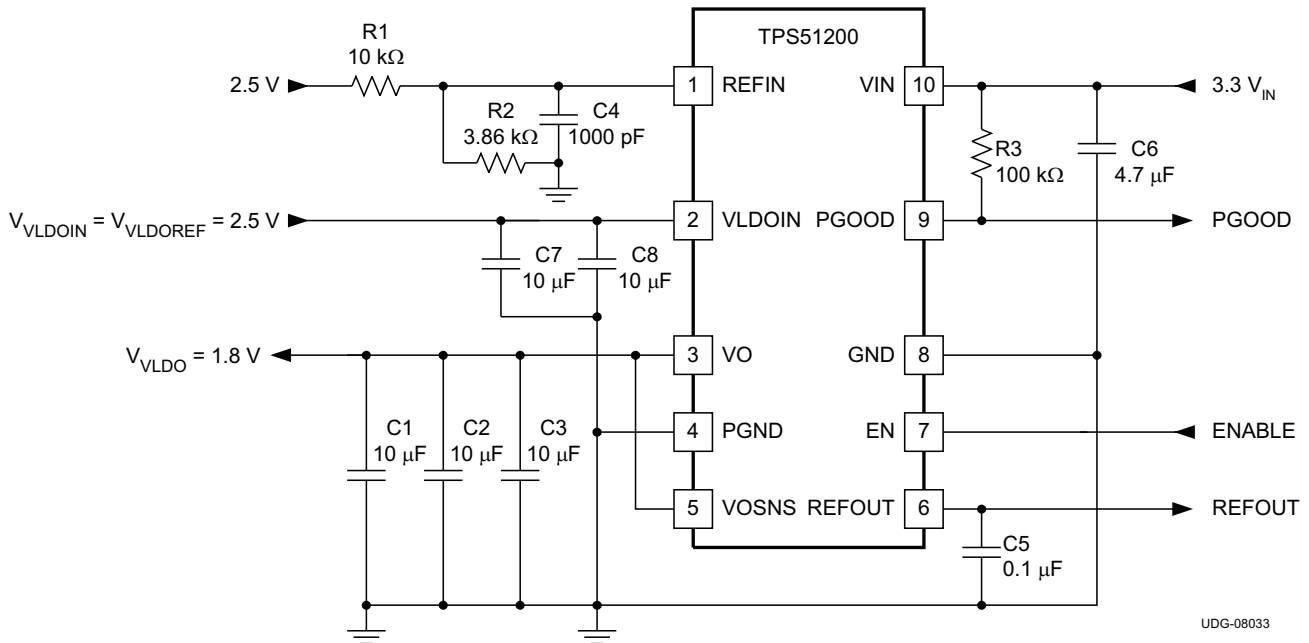 TPS51200
R1
10 kΩ
2.5 V
1
REFIN
VIN
10
3.3 V_IN
R2
3.86 kΩ
C4
1000 pF
R3
100 kΩ
C6
4.7 µF
V_VLDOIN = V_VLDOREF = 2.5 V
2
VLDOIN
PGOOD
9
PGOOD
C7
10 µF
C8
10 µF
V_VLDO = 1.8 V
3
VO
GND
8
C1
10 µF
C2
10 µF
C3
10 µF
4
PGND
EN
7
ENABLE
5
VOSNS
REFOUT
6
REFOUT
C5
0.1 µF
UDG-08033